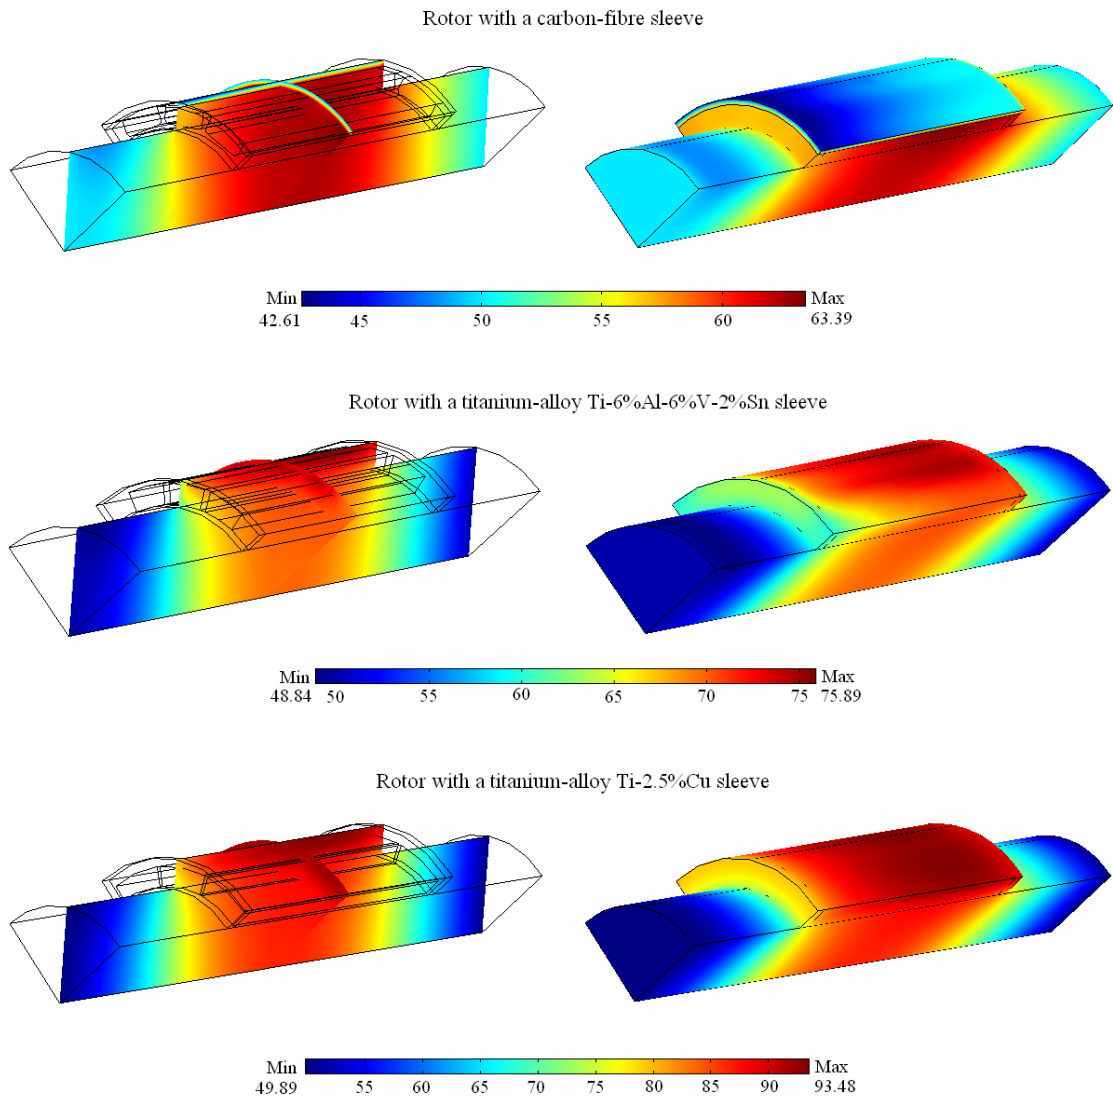 Rotor with a carbon-fibre sleeve
Min Max
42.61 45 50 55 60 63.39
Rotor with a titanium-alloy Ti-6%Al-6%V-2%Sn sleeve
Min Max
48.84 50 55 60 65 70 75 75.89
Rotor with a titanium-alloy Ti-2.5%Cu sleeve
Min Max
49.89 55 60 65 70 75 80 85 90 93.48